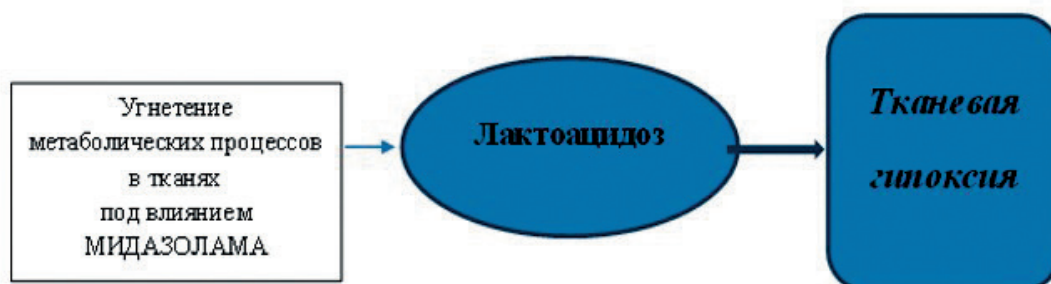 Угнетение
метаболических процессов
в тканях
под влиянием
МИДАЗОЛАМА
Лактоацидоз
Тканевая
гипоксия